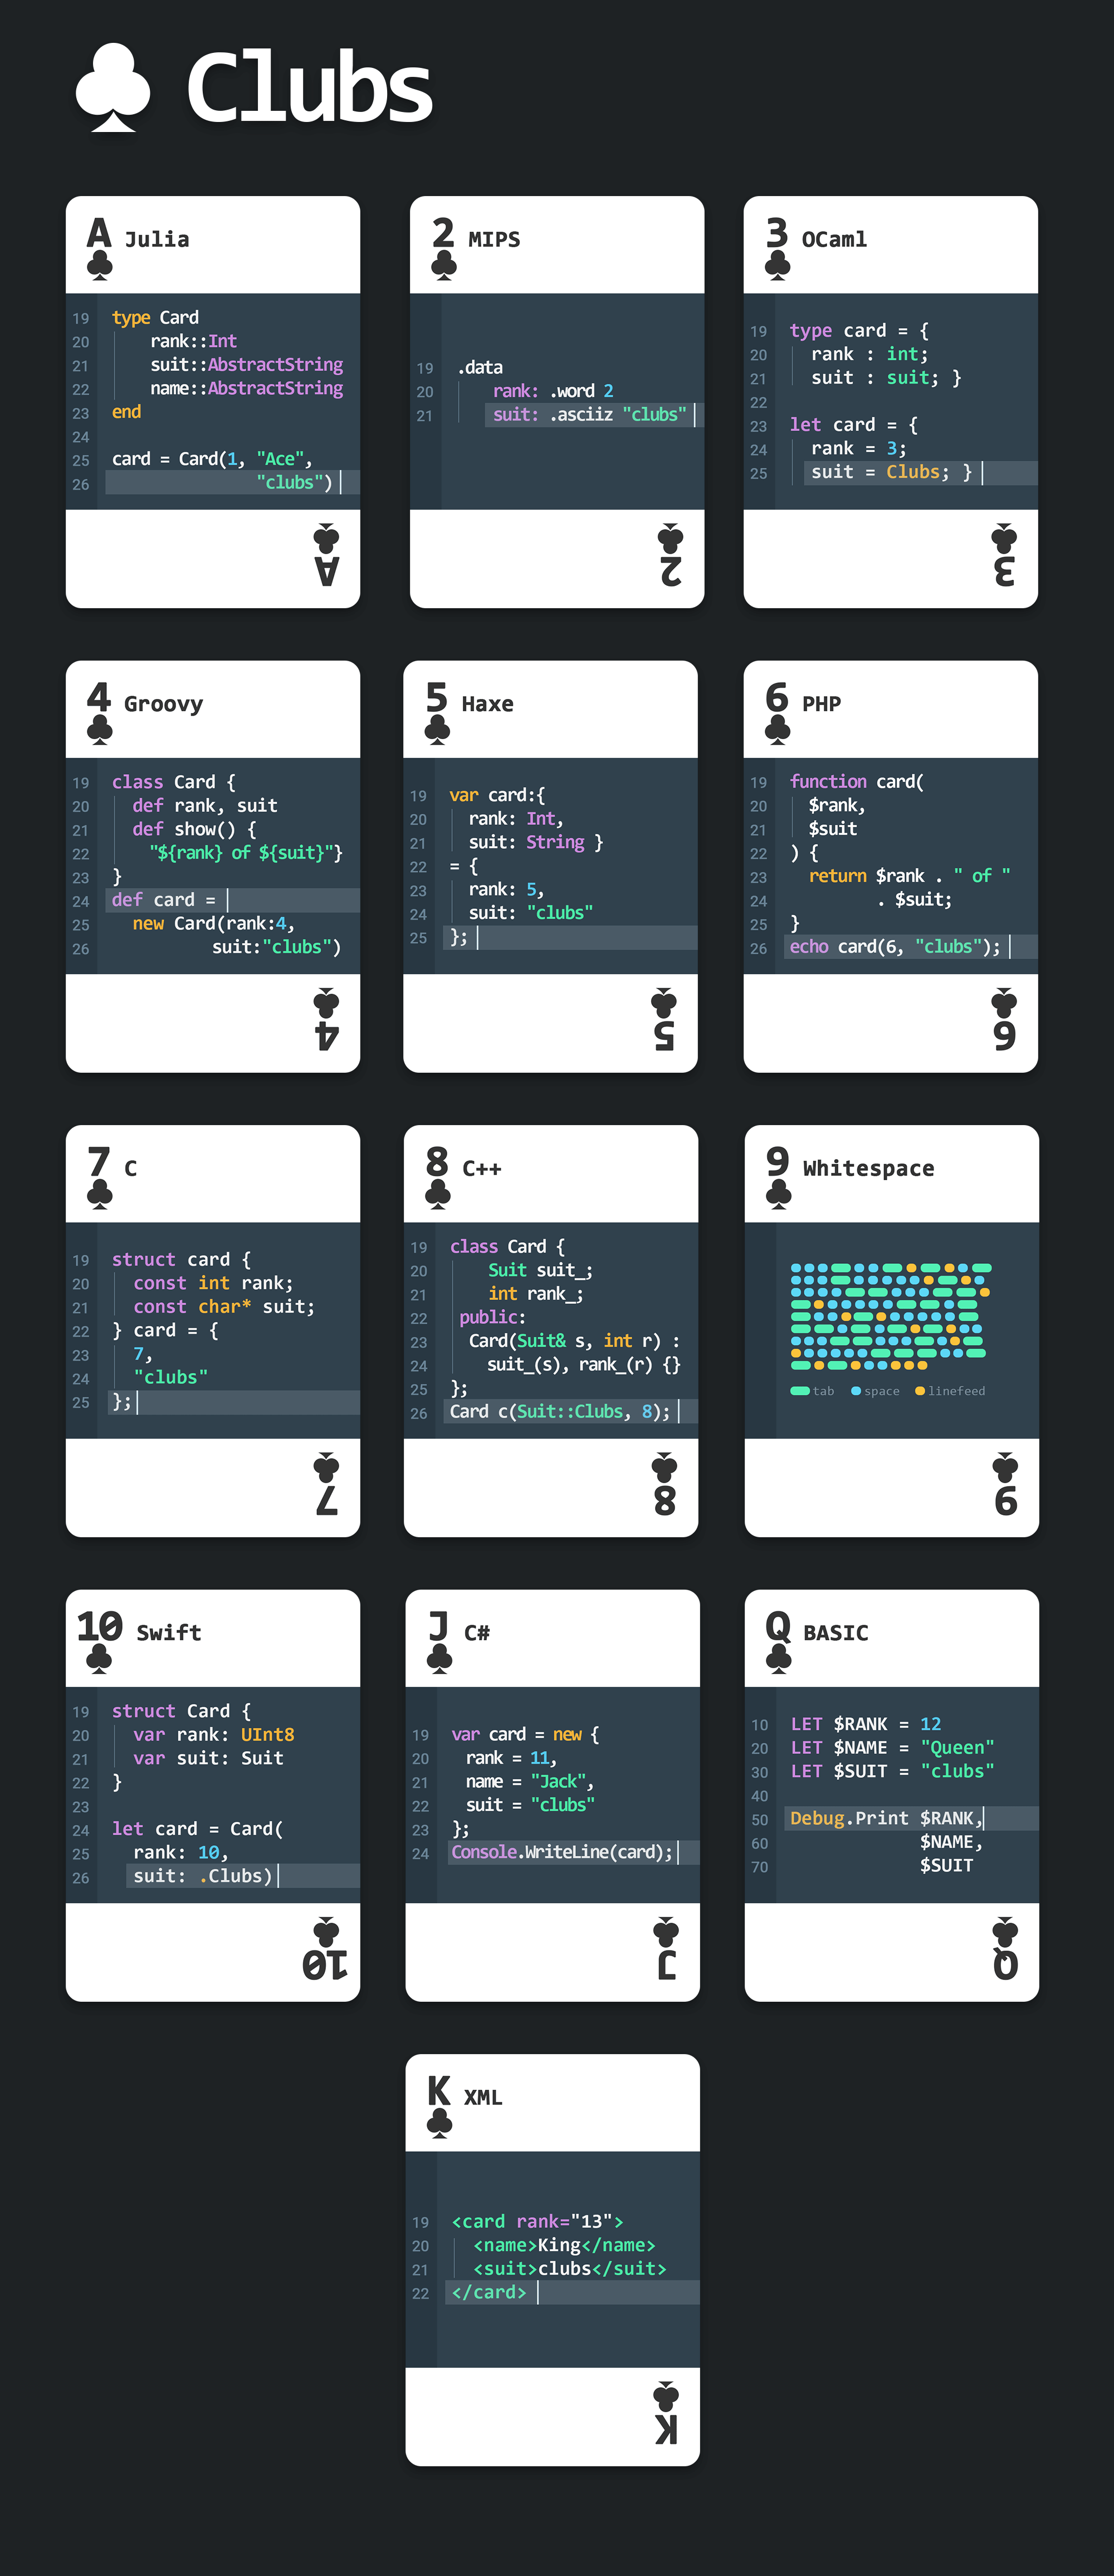 Clubs
A Julia
19 type Card
20 rank::Int
21 suit::AbstractString
22 name::AbstractString
23 end
24
25 card = Card(1, "Ace",
26 "clubs")
A
2 MIPS
19 .data
20 rank: .word 2
21 suit: .asciiz "clubs"
2
3 OCaml
19 type card = {
20 rank : int;
21 suit : suit; }
22
23 let card = {
24 rank = 3;
25 suit = Clubs; }
3
4 Groovy
19 class Card {
20 def rank, suit
21 def show() {
22 "${rank} of ${suit}"}
23 }
24 def card =
25 new Card(rank:4,
26 suit:"clubs")
4
5 Haxe
19 var card:{
20 rank: Int,
21 suit: String }
22 = {
23 rank: 5,
24 suit: "clubs"
25 };
5
6 PHP
19 function card(
20 $rank,
21 $suit
22 ) {
23 return $rank . " of "
24 . $suit;
25 }
26 echo card(6, "clubs");
6
7 C
19 struct card {
20 const int rank;
21 const char* suit;
22 } card = {
23 7,
24 "clubs"
25 };
7
8 C++
19 class Card {
20 Suit suit_;
21 int rank_;
22 public:
23 Card(Suit& s, int r) :
24 suit_(s), rank_(r) {}
25 };
26 Card c(Suit::Clubs, 8);
8
9 Whitespace
tab space linefeed
9
10 Swift
19 struct Card {
20 var rank: UInt8
21 var suit: Suit
22 }
23
24 let card = Card(
25 rank: 10,
26 suit: .Clubs)
10
J C#
19 var card = new {
20 rank = 11,
21 name = "Jack",
22 suit = "clubs"
23 };
24 Console.WriteLine(card);
J
Q BASIC
10 LET $RANK = 12
20 LET $NAME = "Queen"
30 LET $SUIT = "clubs"
40
50 Debug.Print $RANK,
60 $NAME,
70 $SUIT
Q
K XML
19 <card rank="13">
20 <name>King</name>
21 <suit>clubs</suit>
22 </card>
K